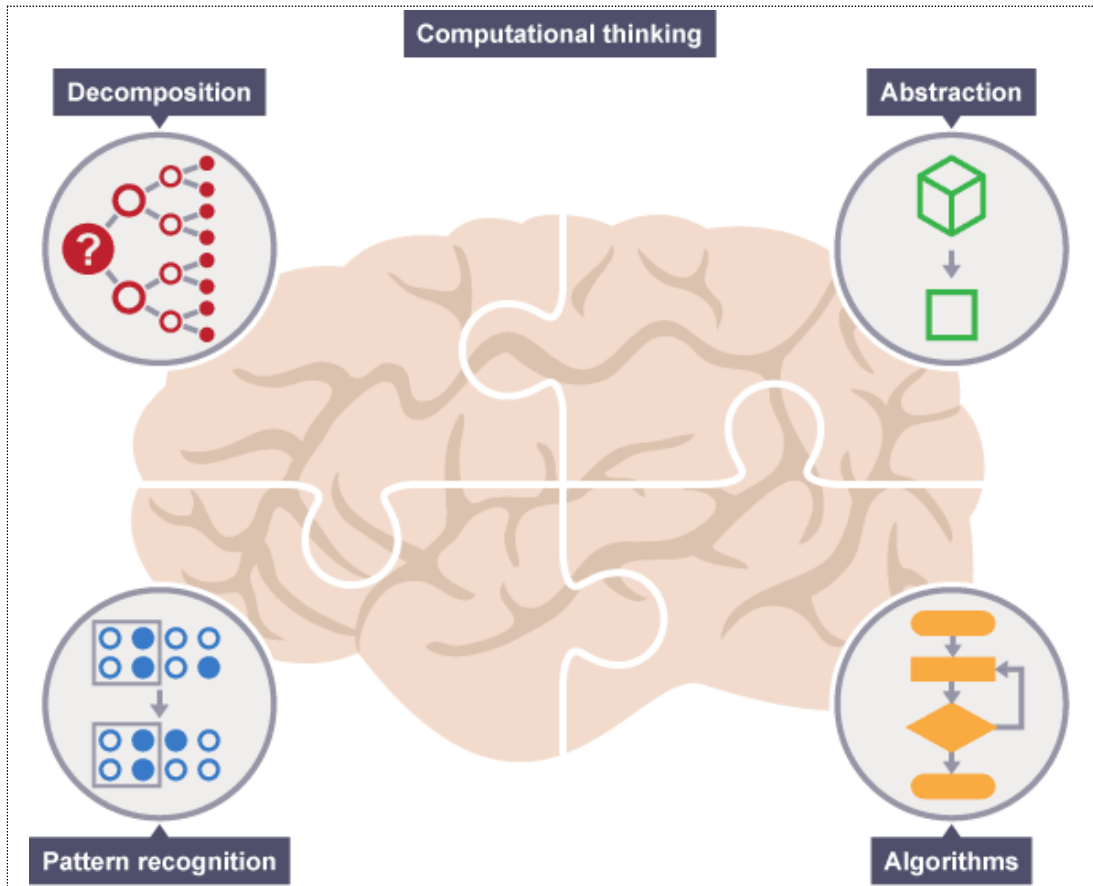 Computational thinking
Decomposition
Abstraction
?
Pattern recognition
Algorithms